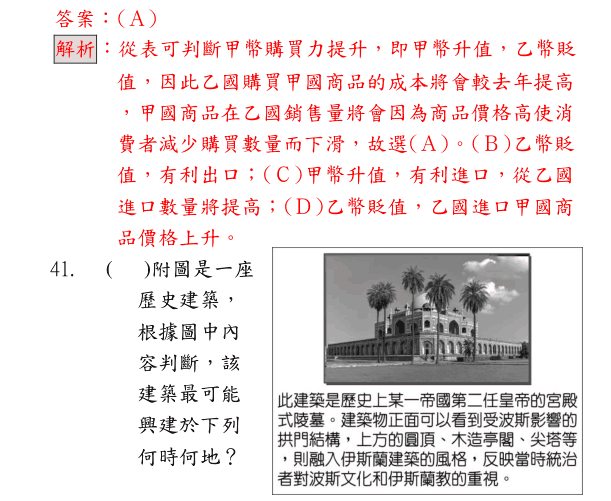 答案：(A)
解析：從表可判斷甲幣購買力提升，即甲幣升值，乙幣貶
值，因此乙國購買甲國商品的成本將會較去年提高
，甲國商品在乙國銷售量將會因為商品價格高使消
費者減少購買數量而下滑，故選(A)。(B)乙幣貶
值，有利出口；(C)甲幣升值，有利進口，從乙國
進口數量將提高；(D)乙幣貶值，乙國進口甲國商
品價格上升。
41. (　)附圖是一座
歷史建築，
根據圖中內
容判斷，該
建築最可能
興建於下列
何時何地？
此建築是歷史上某一帝國第二任皇帝的宮殿
式陵墓。建築物正面可以看到受波斯影響的
拱門結構，上方的圓頂、木造亭閣、尖塔等
，則融入伊斯蘭建築的風格，反映當時統治
者對波斯文化和伊斯蘭教的重視。